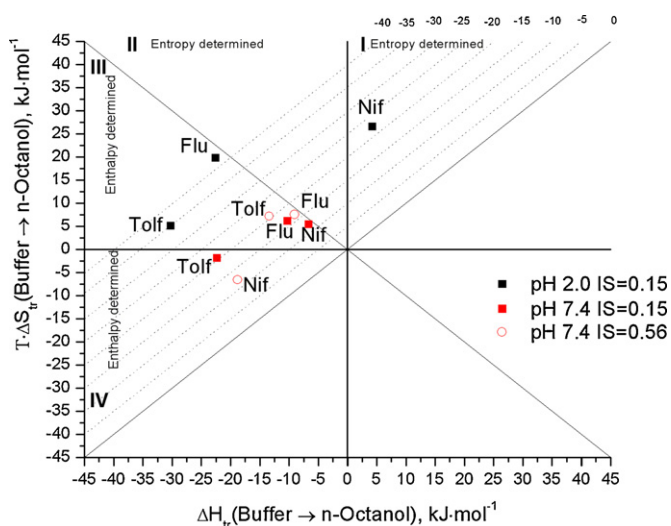 -40 -35 -30 -25 -20 -15 -10 -5 0
II Entropy determined I Entropy determined
III
Enthalpy determined
Enthalpy determined
IV
45
40
35
30
25
20
15
10
5
0
-5
-10
-15
-20
-25
-30
-35
-40
-45
T·ΔS_tr(Buffer → n-Octanol), kJ·mol⁻¹
Nif
Flu
Tolf
Tolf
Flu
Flu
Nif
Tolf
Nif
pH 2.0 IS=0.15
pH 7.4 IS=0.15
pH 7.4 IS=0.56
-45 -40 -35 -30 -25 -20 -15 -10 -5 0 5 10 15 20 25 30 35 40 45
ΔH_tr(Buffer → n-Octanol), kJ·mol⁻¹